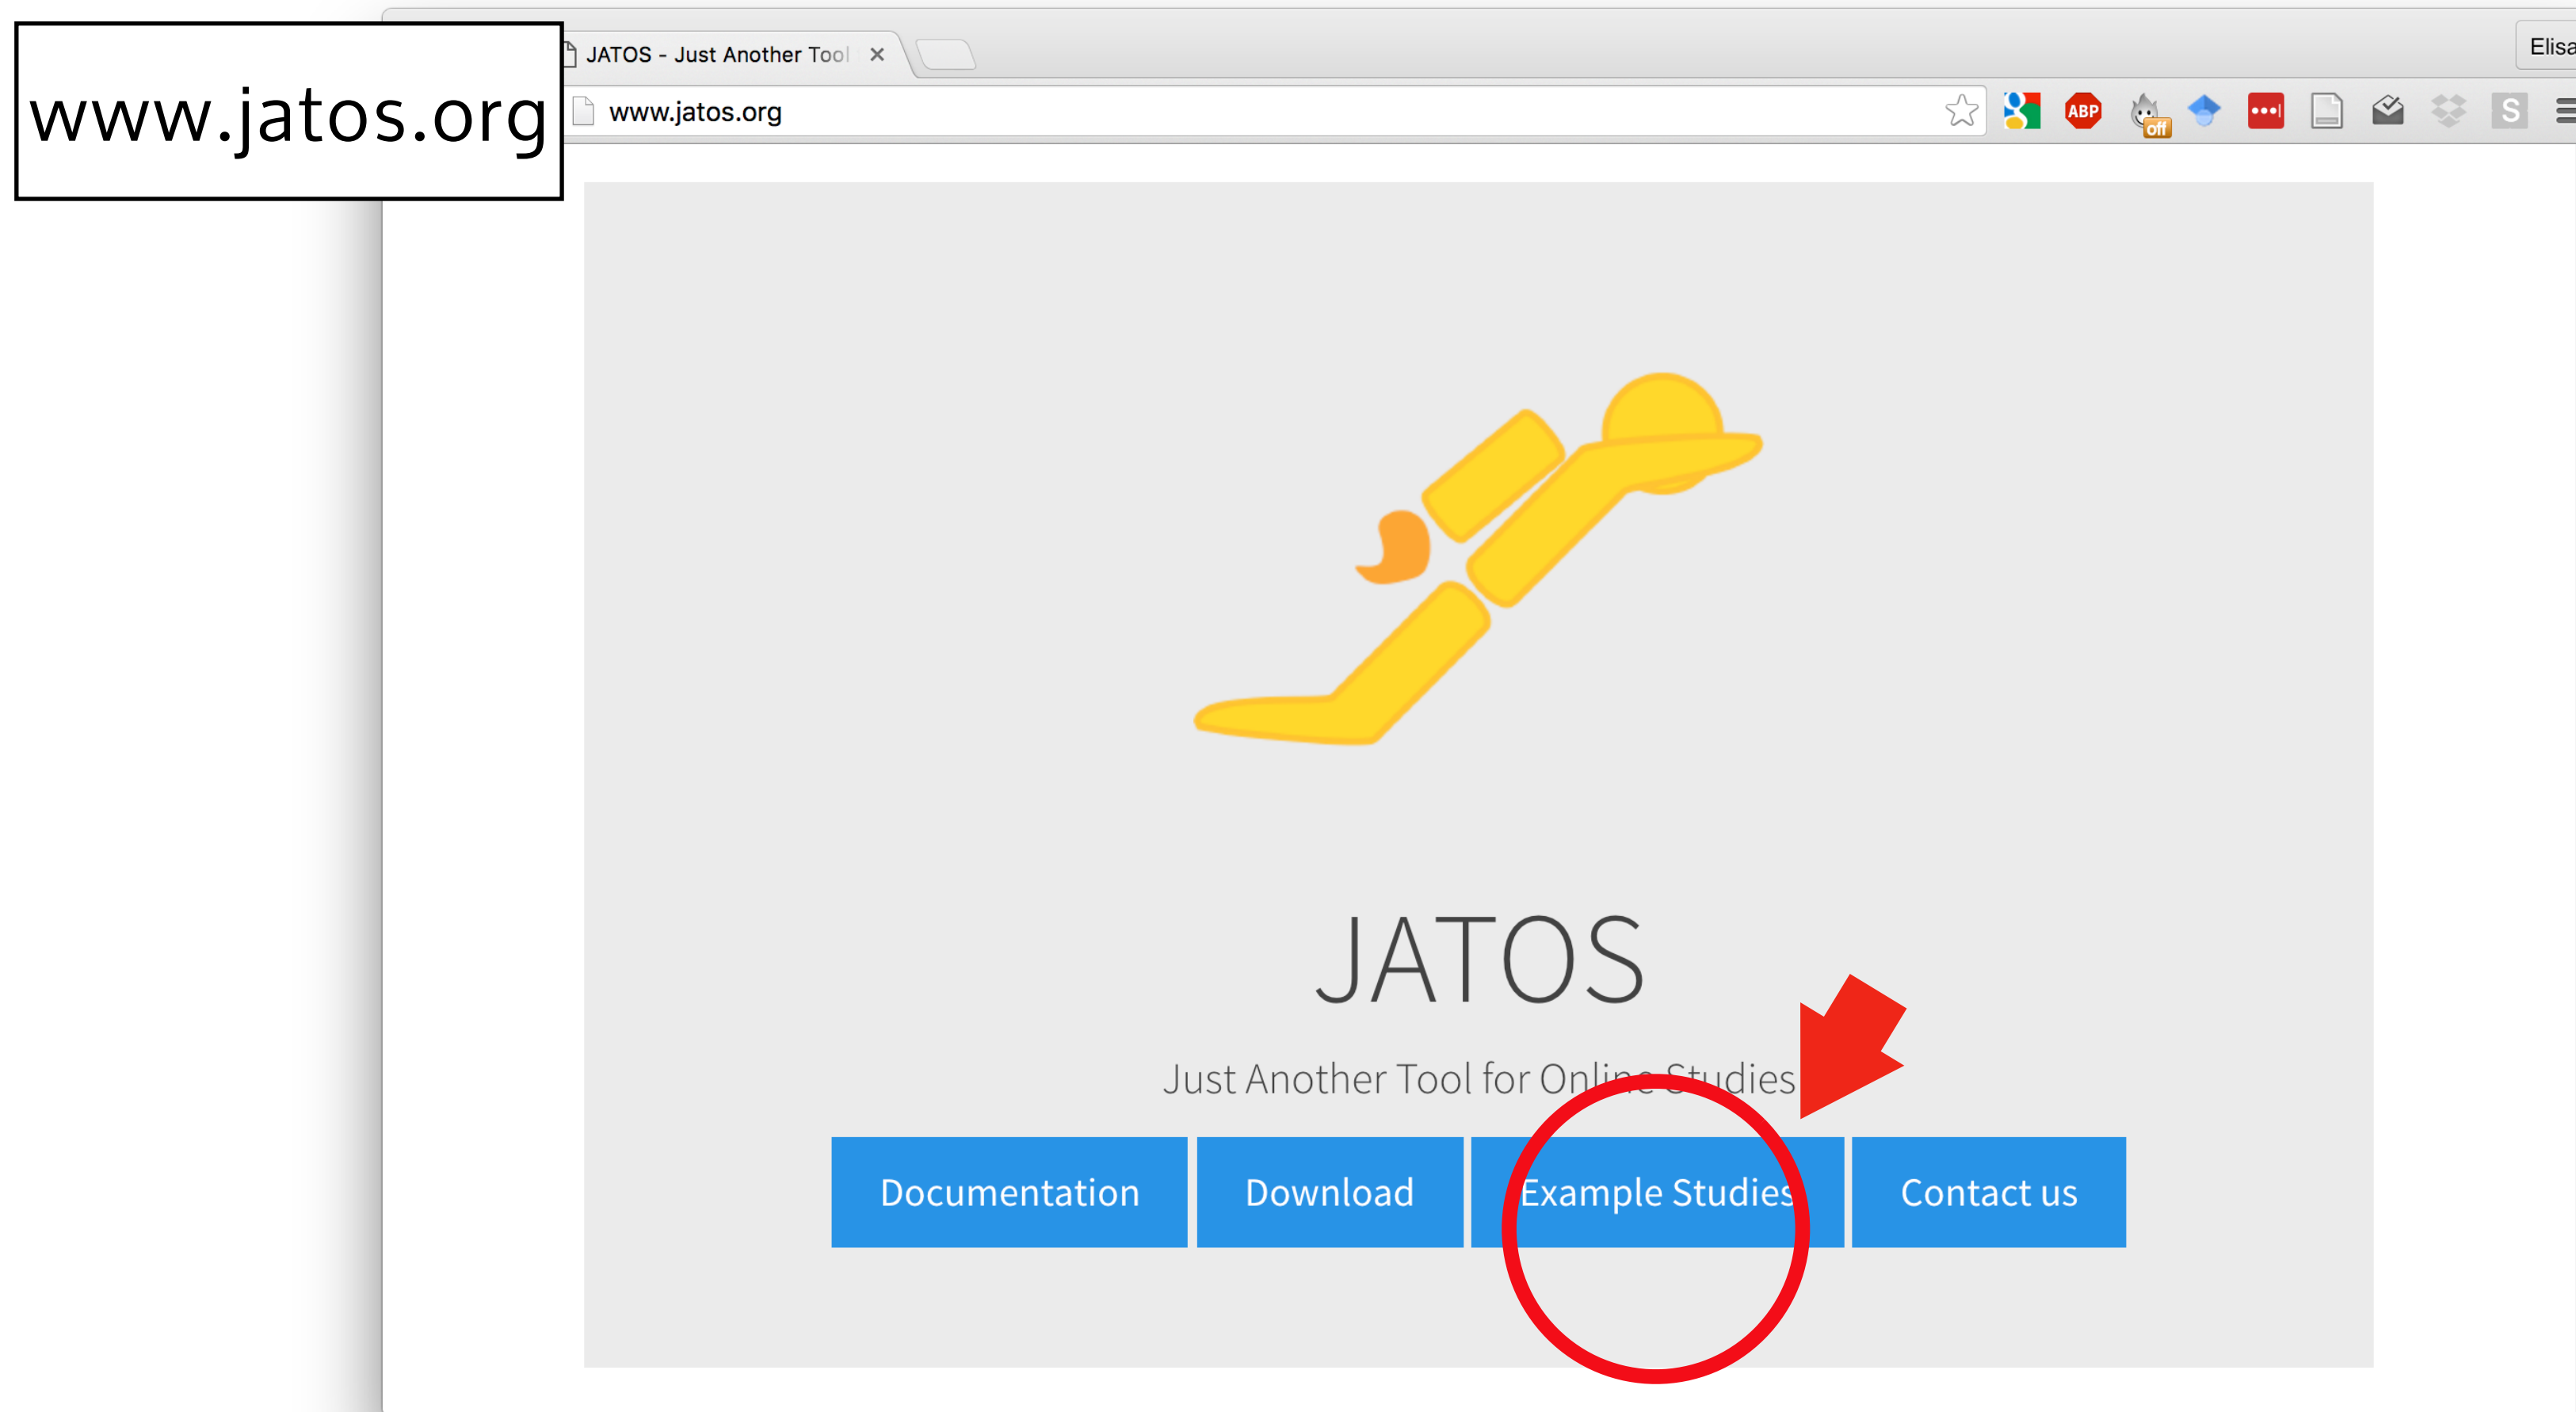 www.jatos.org
JATOS - Just Another Tool
Elisa
www.jatos.org
ABP
off
S
JATOS
Just Another Tool for Online Studies
Documentation
Download
Example Studies
Contact us